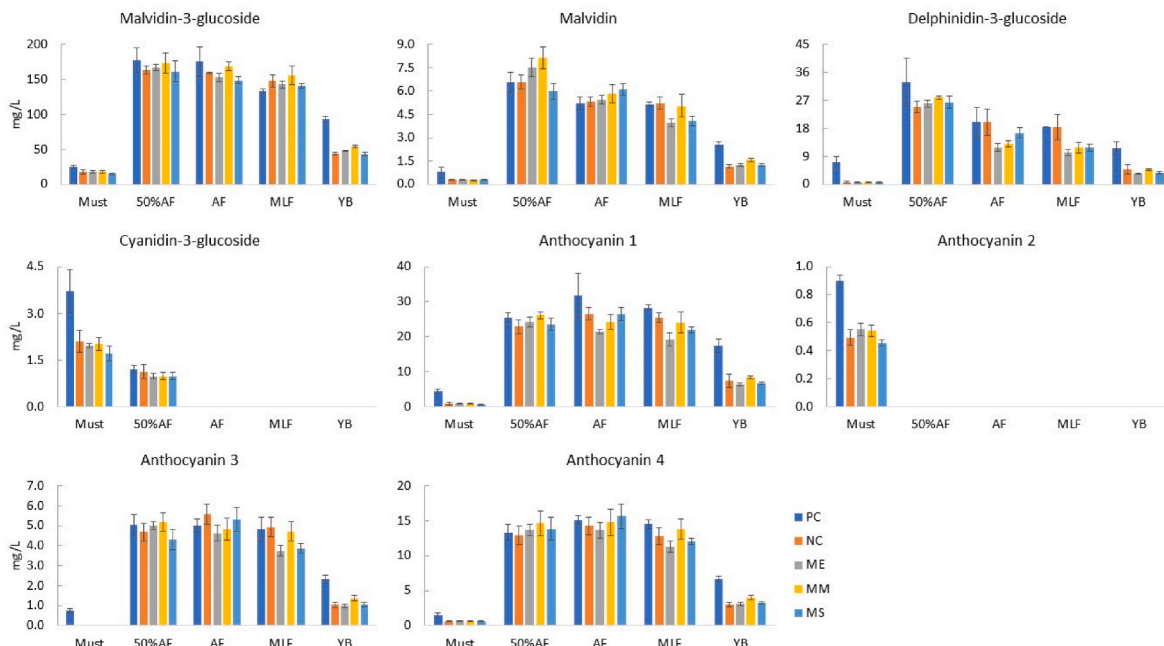 Malvidin-3-glucoside
200
150
100
50
0
mg/L
Must 50%AF AF MLF YB
Malvidin
9.0
7.5
6.0
4.5
3.0
1.5
0.0
Must 50%AF AF MLF YB
Delphinidin-3-glucoside
45
36
27
18
9
0
Must 50%AF AF MLF YB
Cyanidin-3-glucoside
4.5
3.0
1.5
0.0
mg/L
Must 50%AF AF MLF YB
Anthocyanin 1
40
30
20
10
0
Must 50%AF AF MLF YB
Anthocyanin 2
1.0
0.8
0.6
0.4
0.2
0.0
Must 50%AF AF MLF YB
Anthocyanin 3
7.0
6.0
5.0
4.0
3.0
2.0
1.0
0.0
mg/L
Must 50%AF AF MLF YB
Anthocyanin 4
20
15
10
5
0
Must 50%AF AF MLF YB
PC
NC
ME
MM
MS